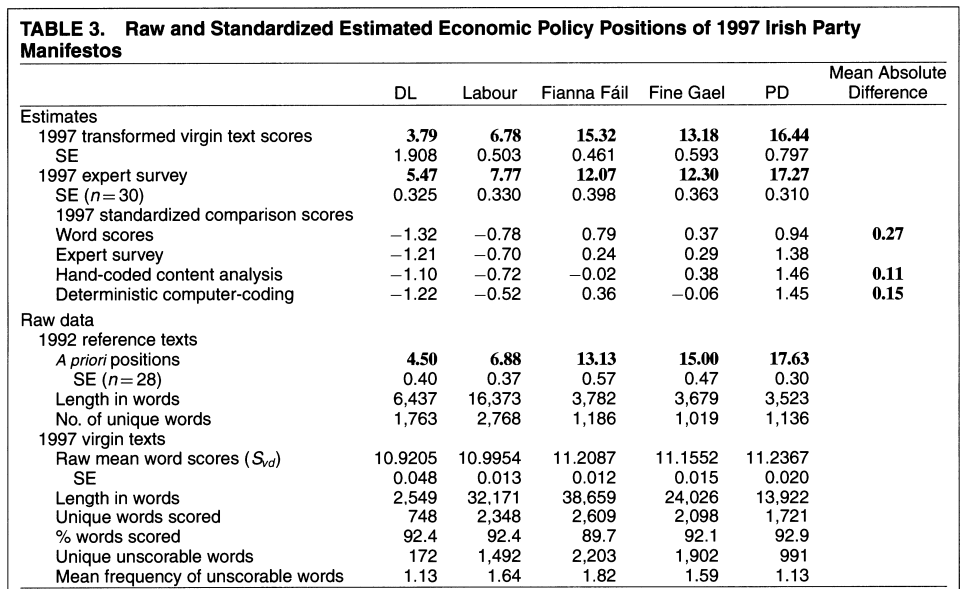 TABLE 3. Raw and Standardized Estimated Economic Policy Positions of 1997 Irish Party
Manifestos
Mean Absolute
DL Labour Fianna Fáil Fine Gael PD Difference
Estimates
1997 transformed virgin text scores 3.79 6.78 15.32 13.18 16.44
SE 1.908 0.503 0.461 0.593 0.797
1997 expert survey 5.47 7.77 12.07 12.30 17.27
SE (n=30) 0.325 0.330 0.398 0.363 0.310
1997 standardized comparison scores
Word scores −1.32 −0.78 0.79 0.37 0.94 0.27
Expert survey −1.21 −0.70 0.24 0.29 1.38
Hand-coded content analysis −1.10 −0.72 −0.02 0.38 1.46 0.11
Deterministic computer-coding −1.22 −0.52 0.36 −0.06 1.45 0.15
Raw data
1992 reference texts
A priori positions 4.50 6.88 13.13 15.00 17.63
SE (n=28) 0.40 0.37 0.57 0.47 0.30
Length in words 6,437 16,373 3,782 3,679 3,523
No. of unique words 1,763 2,768 1,186 1,019 1,136
1997 virgin texts
Raw mean word scores (Svd) 10.9205 10.9954 11.2087 11.1552 11.2367
SE 0.048 0.013 0.012 0.015 0.020
Length in words 2,549 32,171 38,659 24,026 13,922
Unique words scored 748 2,348 2,609 2,098 1,721
% words scored 92.4 92.4 89.7 92.1 92.9
Unique unscorable words 172 1,492 2,203 1,902 991
Mean frequency of unscorable words 1.13 1.64 1.82 1.59 1.13